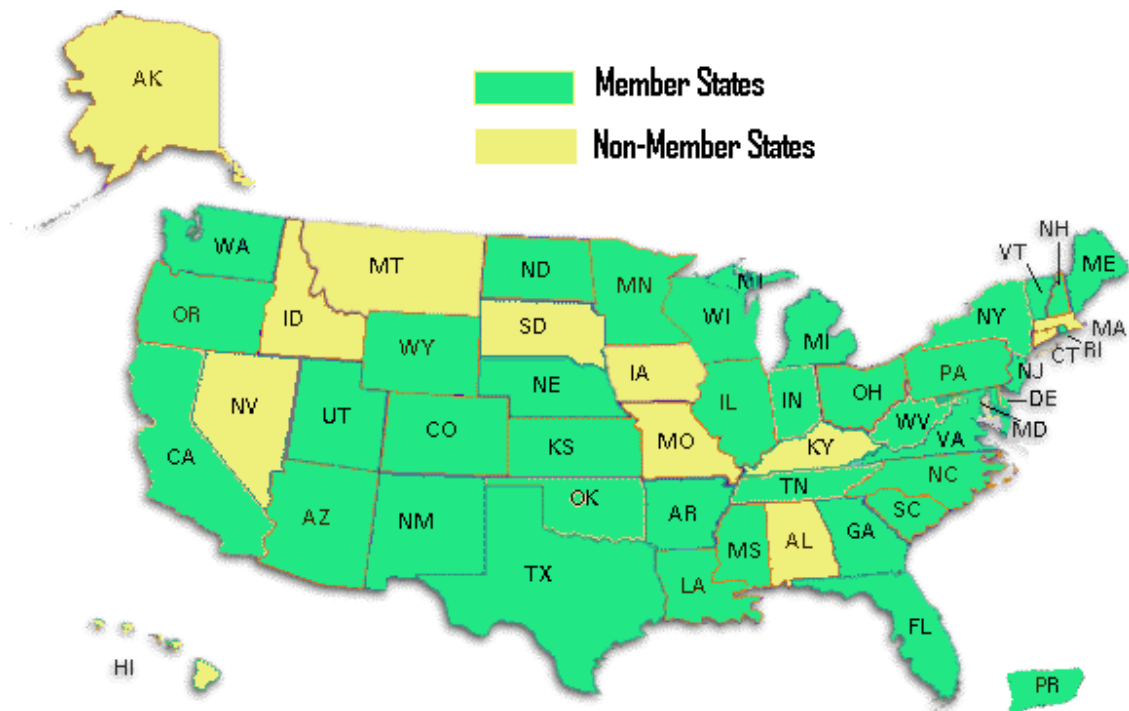 AK
Member States
Non-Member States
WA
MT
ND
MN
MI
VT
NH
ME
OR
ID
SD
WI
NY
MA
WY
MI
CT
RI
NV
UT
NE
IA
IL
IN
OH
PA
NJ
CO
WV
DE
CA
KS
MO
KY
VA
MD
AZ
NM
OK
AR
TN
NC
SC
TX
MS
AL
GA
LA
FL
HI
PR